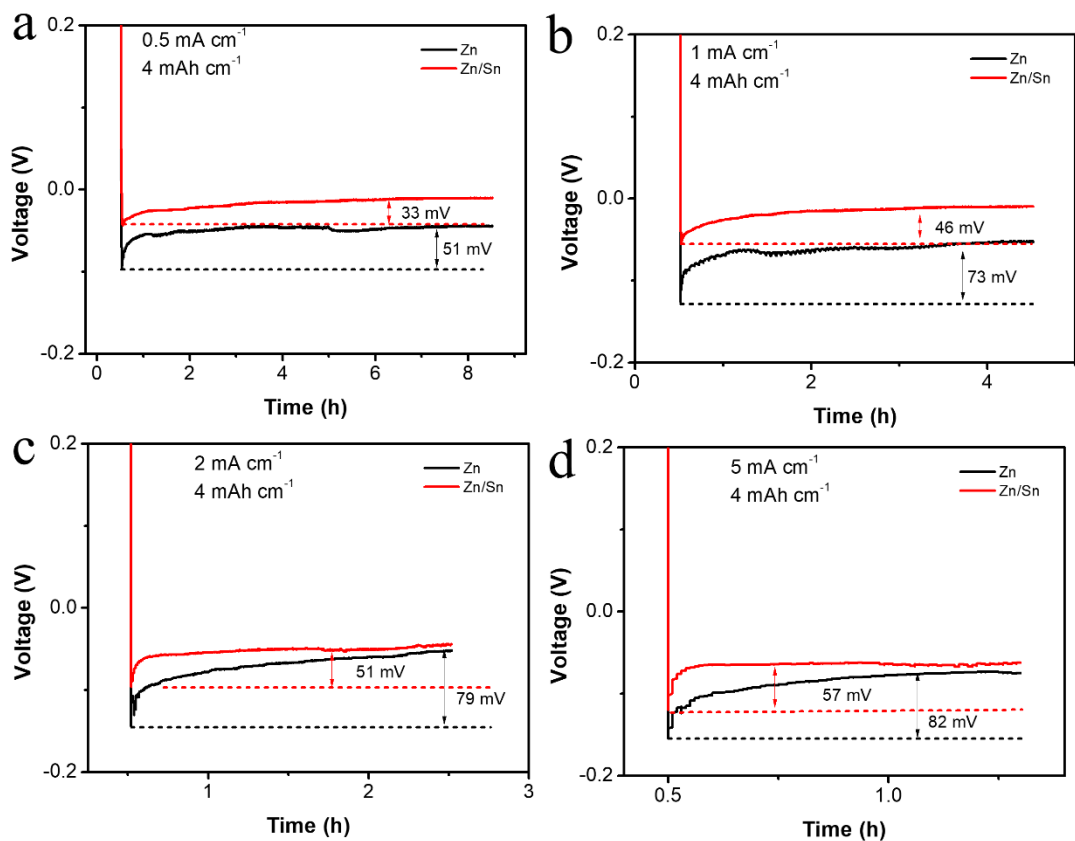 a
0.5 mA cm⁻¹
4 mAh cm⁻¹
Zn
Zn/Sn
33 mV
51 mV
Voltage (V)
0.2
0.0
-0.2
0 2 4 6 8
Time (h)
b
1 mA cm⁻¹
4 mAh cm⁻¹
Zn
Zn/Sn
46 mV
73 mV
Voltage (V)
0.2
0.0
-0.2
0 2 4
Time (h)
c
2 mA cm⁻¹
4 mAh cm⁻¹
Zn
Zn/Sn
51 mV
79 mV
Voltage (V)
0.2
0.0
-0.2
1 2 3
Time (h)
d
5 mA cm⁻¹
4 mAh cm⁻¹
Zn
Zn/Sn
57 mV
82 mV
Voltage (V)
0.2
0.0
-0.2
0.5 1.0
Time (h)